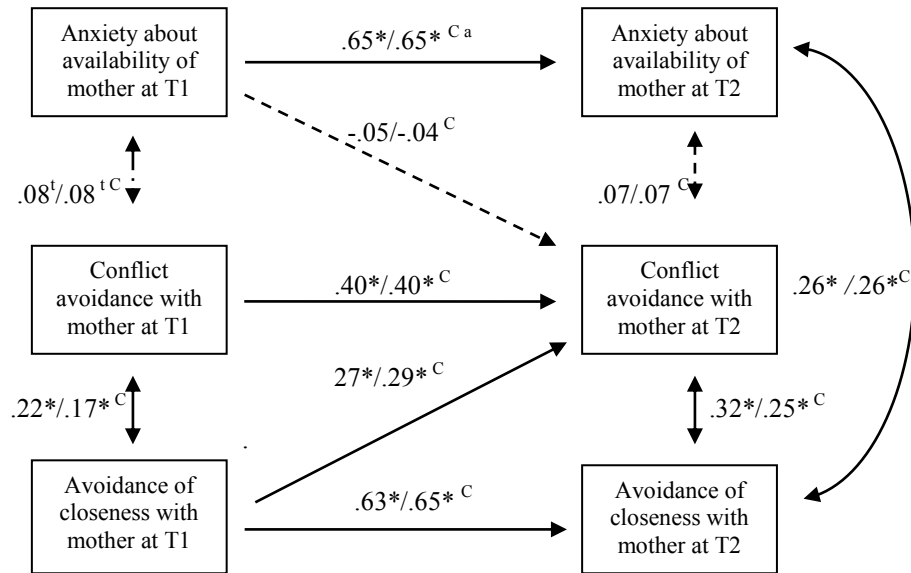 Anxiety about
availability of
mother at T1
.65*/.65* C a
Anxiety about
availability of
mother at T2
-.05/-.04 C
.08t/.08 t C
.07/.07 C
Conflict
avoidance with
mother at T1
.40*/.40* C
Conflict
avoidance with
mother at T2
.26* /.26*C
27*/.29* C
.22*/.17* C
.32*/.25* C
.
Avoidance of
closeness with
mother at T1
.63*/.65* C
Avoidance of
closeness with
mother at T2